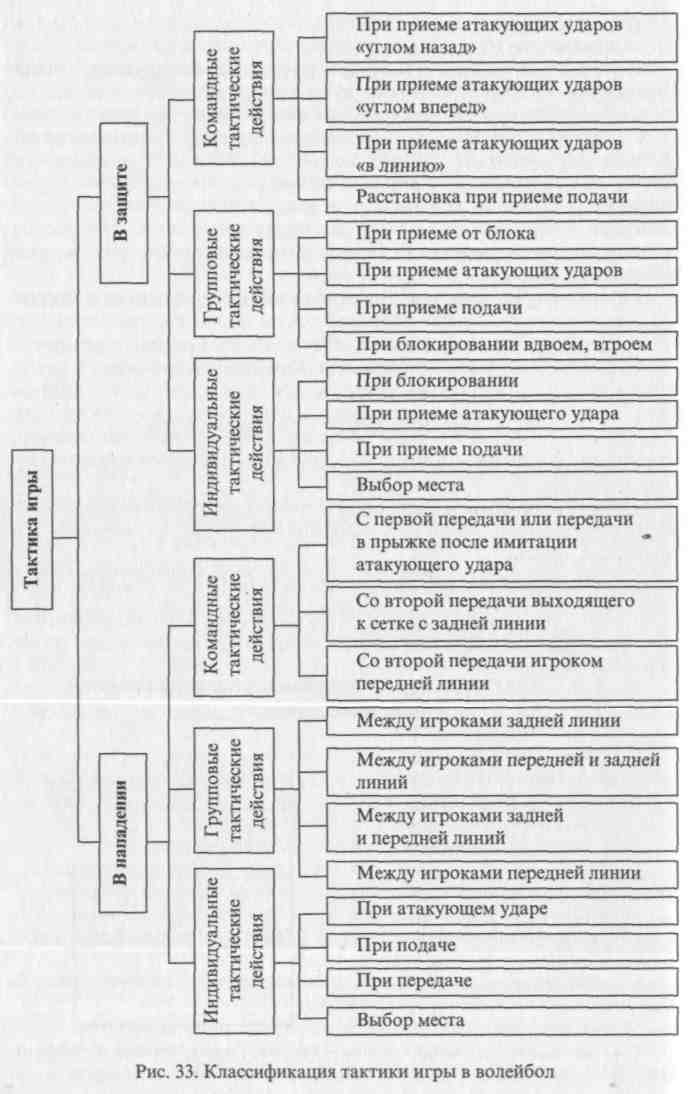 Тактика игры
В защите
Командные
тактические
действия
При приеме атакующих ударов
«углом назад»
При приеме атакующих ударов
«углом вперед»
При приеме атакующих ударов
«в линию»
Расстановка при приеме подачи
Групповые
тактические
действия
При приеме от блока
При приеме атакующих ударов
При приеме подачи
При блокировании вдвоем, втроем
Индивидуальные
тактические
действия
При блокировании
При приеме атакующего удара
При приеме подачи
Выбор места
В нападении
Командные
тактические
действия
С первой передачи или передачи
в прыжке после имитации
атакующего удара
Со второй передачи выходящего
к сетке с задней линии
Со второй передачи игроком
передней линии
Групповые
тактические
действия
Между игроками задней линии
Между игроками передней и задней
линий
Между игроками задней
и передней линий
Между игроками передней линии
Индивидуальные
тактические
действия
При атакующем ударе
При подаче
При передаче
Выбор места
Рис. 33. Классификация тактики игры в волейбол